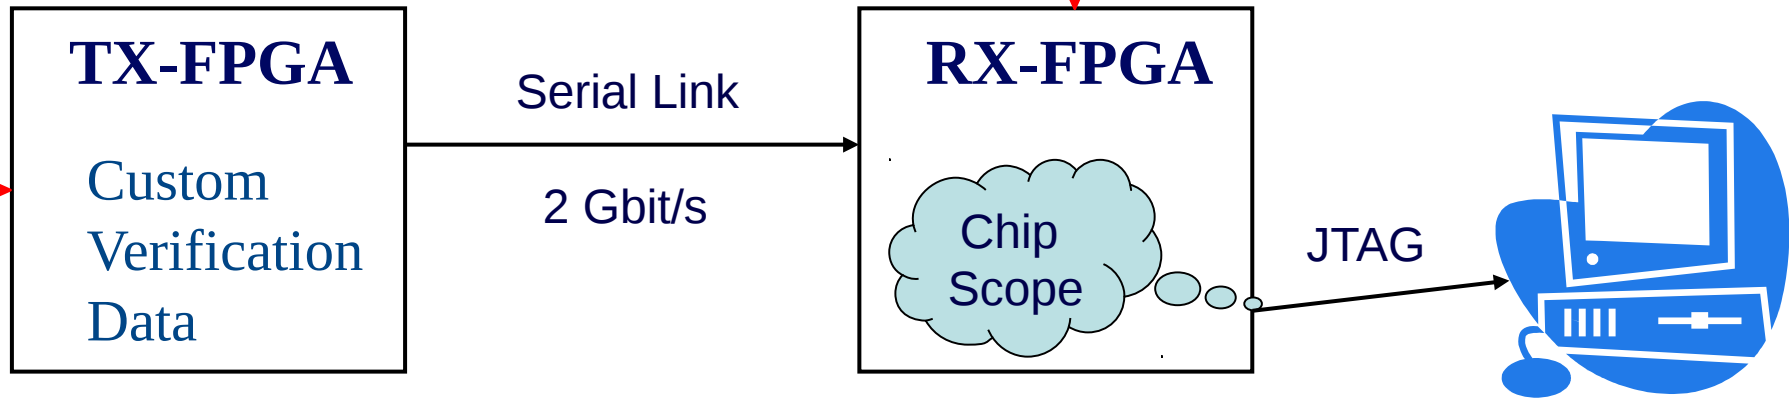 TX-FPGA
Custom
Verification
Data
Serial Link
2 Gbit/s
RX-FPGA
Chip
Scope
JTAG